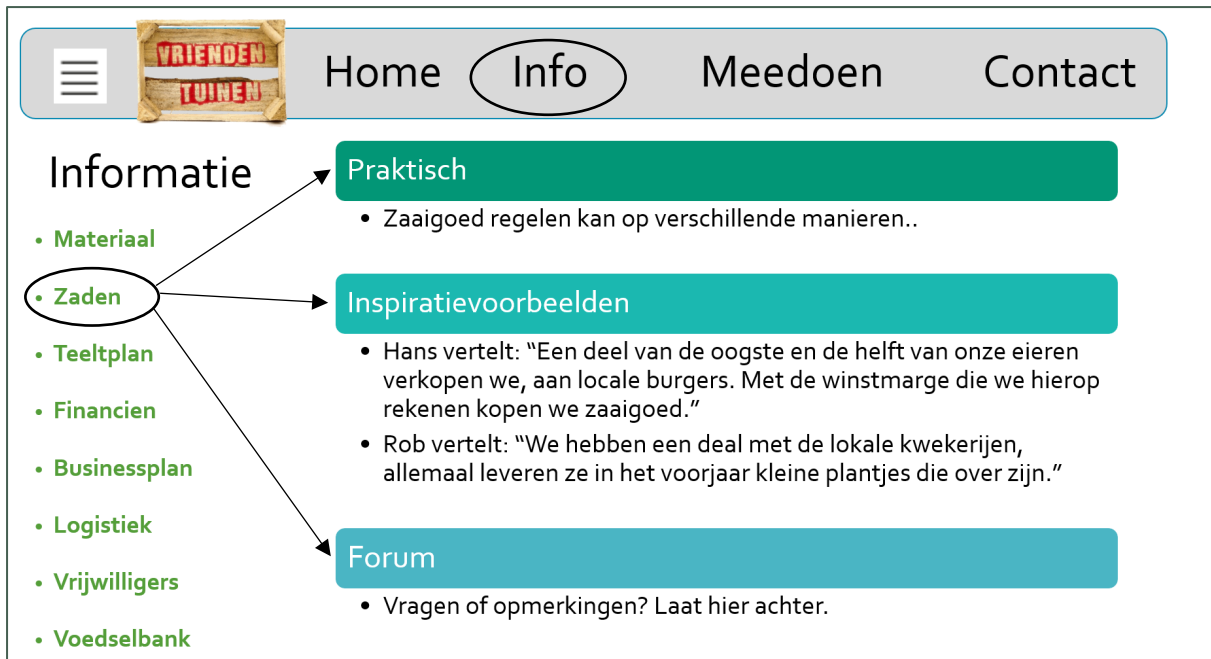 VRIENDEN
TUINEN
Home Info Meedoen Contact
Informatie
• Materiaal
• Zaden
• Teeltplan
• Financien
• Businessplan
• Logistiek
• Vrijwilligers
• Voedselbank
Praktisch
• Zaaigoed regelen kan op verschillende manieren..
Inspiratievoorbeelden
• Hans vertelt: “Een deel van de oogste en de helft van onze eieren
verkopen we, aan locale burgers. Met de winstmarge die we hierop
rekenen kopen we zaaigoed.”
• Rob vertelt: “We hebben een deal met de lokale kwekerijen,
allemaal leveren ze in het voorjaar kleine plantjes die over zijn.”
Forum
• Vragen of opmerkingen? Laat hier achter.